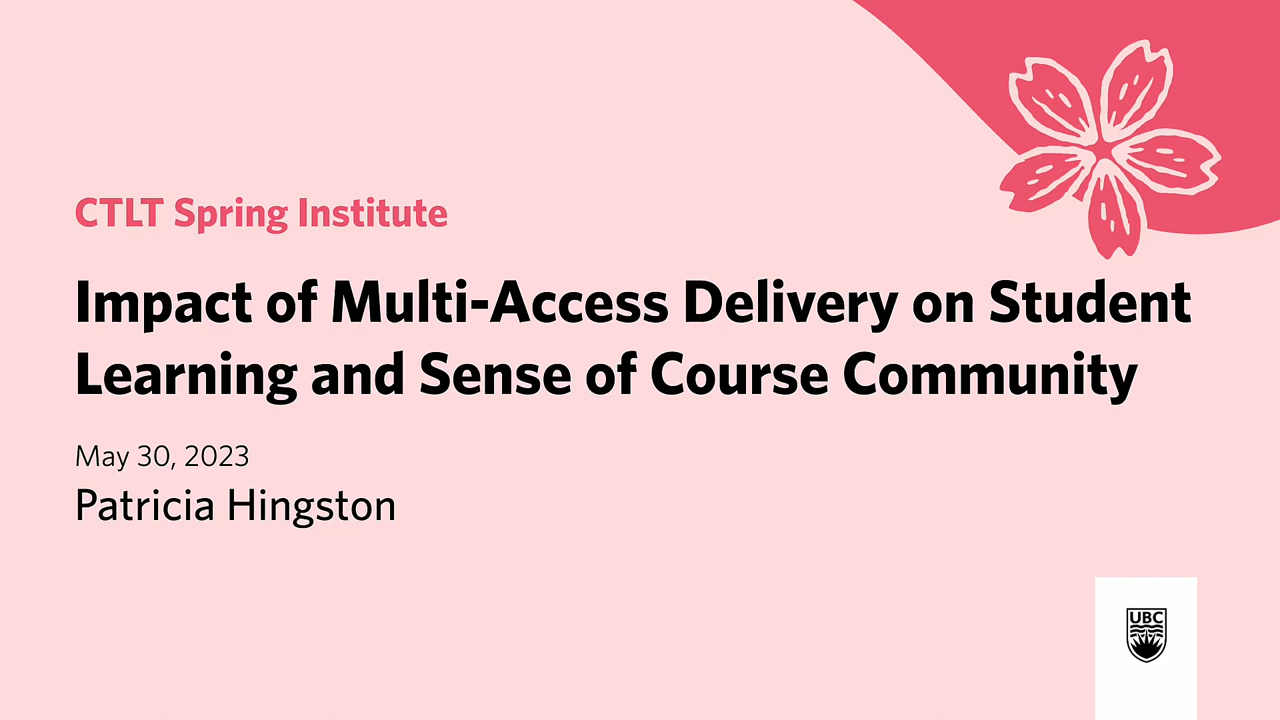 CTLT Spring Institute
Impact of Multi-Access Delivery on Student
Learning and Sense of Course Community
May 30, 2023
Patricia Hingston
UBC